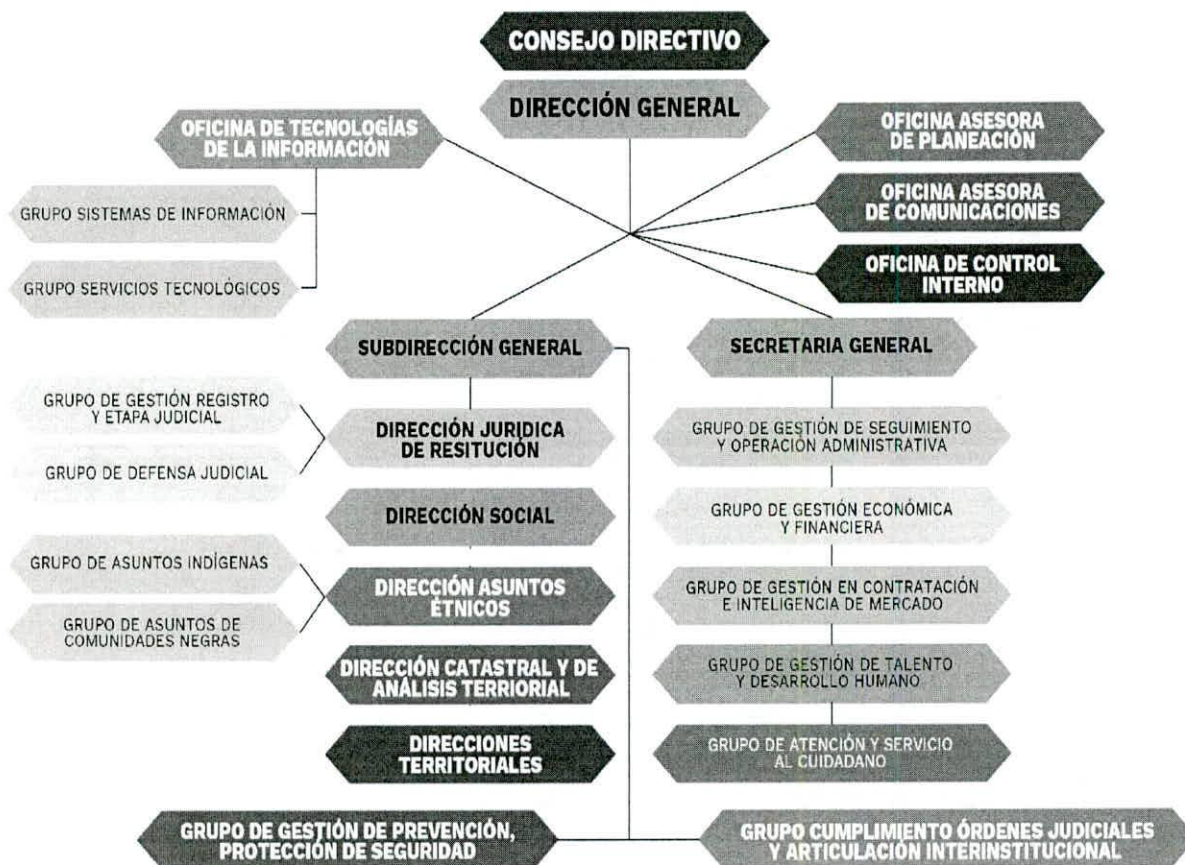 CONSEJO DIRECTIVO
DIRECCIÓN GENERAL
OFICINA DE TECNOLOGÍAS
DE LA INFORMACIÓN
GRUPO SISTEMAS DE INFORMACIÓN
GRUPO SERVICIOS TECNOLÓGICOS
OFICINA ASESORA
DE PLANEACIÓN
OFICINA ASESORA
DE COMUNICACIONES
OFICINA DE CONTROL
INTERNO
SUBDIRECCIÓN GENERAL
GRUPO DE GESTIÓN REGISTRO
Y ETAPA JUDICIAL
GRUPO DE DEFENSA JUDICIAL
DIRECCIÓN JURÍDICA
DE RESITUCIÓN
DIRECCIÓN SOCIAL
GRUPO DE ASUNTOS INDÍGENAS
GRUPO DE ASUNTOS DE
COMUNIDADES NEGRAS
DIRECCIÓN ASUNTOS
ÉTNICOS
DIRECCIÓN CATASTRAL Y DE
ANÁLISIS TERRIORIAL
DIRECCIONES
TERRITORIALES
SECRETARIA GENERAL
GRUPO DE GESTIÓN DE SEGUIMIENTO
Y OPERACIÓN ADMINISTRATIVA
GRUPO DE GESTIÓN ECONÓMICA
Y FINANCIERA
GRUPO DE GESTIÓN EN CONTRATACIÓN
E INTELIGENCIA DE MERCADO
GRUPO DE GESTIÓN DE TALENTO
Y DESARROLLO HUMANO
GRUPO DE ATENCIÓN Y SERVICIO
AL CUIDADANO
GRUPO DE GESTIÓN DE PREVENCIÓN,
PROTECCIÓN DE SEGURIDAD
GRUPO CUMPLIMIENTO ÓRDENES JUDICIALES
Y ARTICULACIÓN INTERINSTITUCIONAL